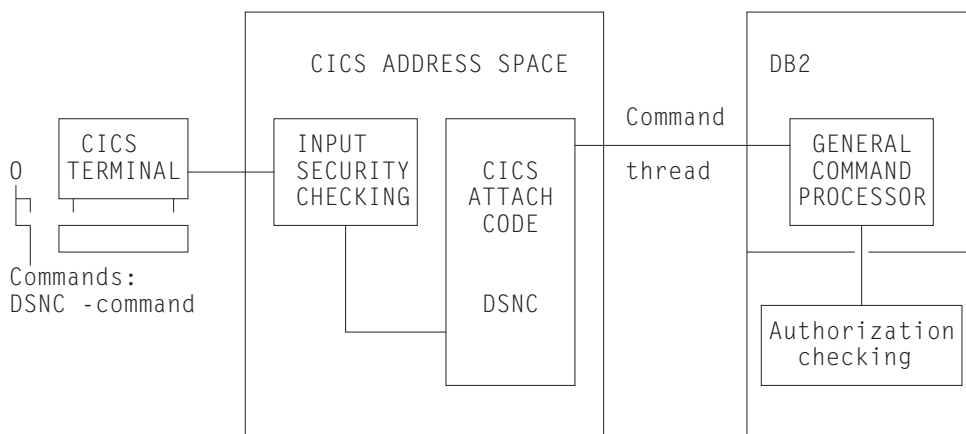 CICS ADDRESS SPACE
DB2
Command
thread
CICS
TERMINAL
INPUT
SECURITY
CHECKING
CICS
ATTACH
CODE
DSNC
GENERAL
COMMAND
PROCESSOR
Commands:
DSNC -command
Authorization
checking